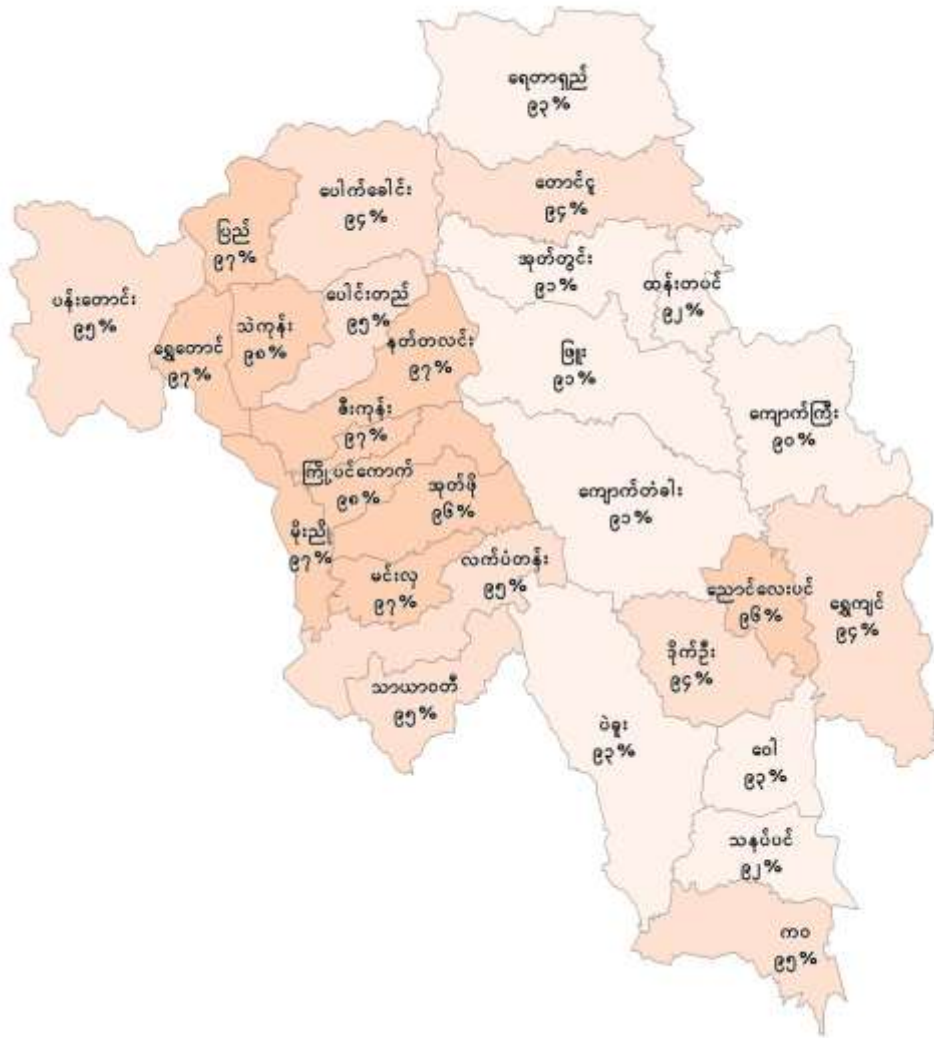 ရေတာရှည်
၉၃%
တောင်ငူ
၉၄%
ပေါက်ခေါင်း
၉၄%
ပြည်
၉၇%
အုတ်တွင်း
၉၁%
ထန်းတပင်
၉၂%
ပန်းတောင်း
၉၅%
ပေါင်းတည်
၉၅%
သဲကုန်း
၉၈%
ရွှေတောင်
၉၇%
နတ်တလင်း
၉၇%
ဖြူး
၉၁%
ကျောက်ကြီး
၉၀%
ဇီးကုန်း
၉၇%
ကြို့ပင်ကောက်
၉၈%
အုတ်ဖို
၉၆%
ကျောက်တံခါး
၉၁%
မိုးညို
၉၇%
မင်းလှ
၉၇%
လက်ပံတန်း
၉၅%
ညောင်လေးပင်
၉၆%
ရွှေကျင်
၉၄%
ဒိုက်ဦး
၉၄%
သာယာဝတီ
၉၅%
ပဲခူး
၉၃%
ဝေါ
၉၃%
သနပ်ပင်
၉၂%
ကဝ
၉၅%